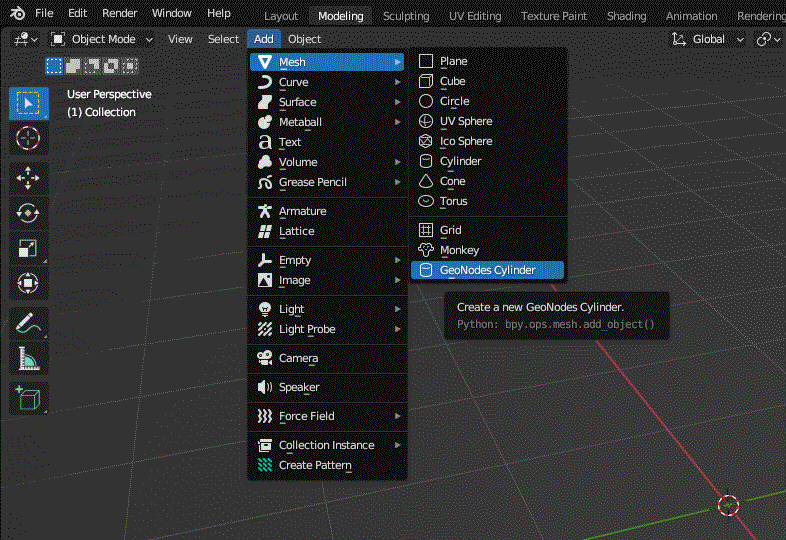 File Edit Render Window Help Layout Modeling Sculpting UV Editing Texture Paint Shading Animation Rendering
Object Mode View Select Add Object Global
User Perspective
(1) Collection
Mesh
Curve
Surface
Metaball
Text
Volume
Grease Pencil
Armature
Lattice
Empty
Image
Light
Light Probe
Camera
Speaker
Force Field
Collection Instance
Create Pattern
Plane
Cube
Circle
UV Sphere
Ico Sphere
Cylinder
Cone
Torus
Grid
Monkey
GeoNodes Cylinder
Create a new GeoNodes Cylinder.
Python: bpy.ops.mesh.add_object()